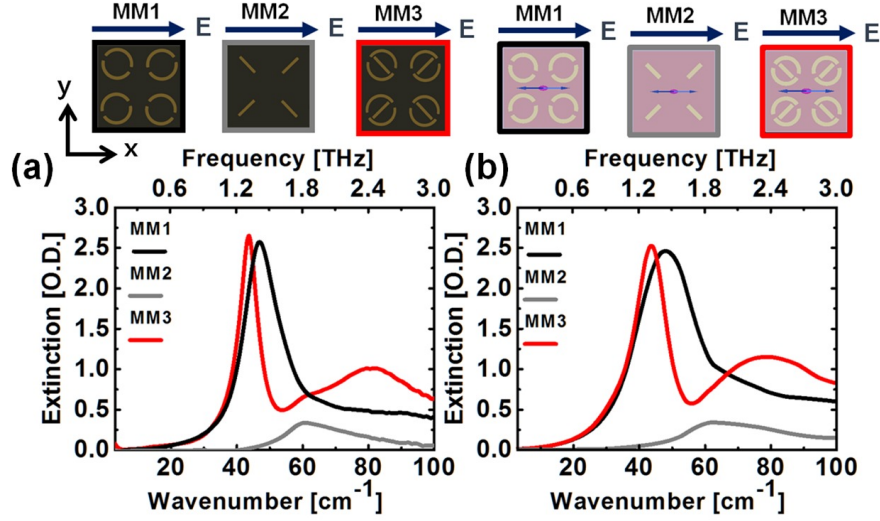 MM1 MM2 MM3 MM1 MM2 MM3
E E E E E E
y
x
(a) Frequency [THz] (b) Frequency [THz]
0.6 1.2 1.8 2.4 3.0 0.6 1.2 1.8 2.4 3.0
3.0 3.0
MM1 MM1
2.5 2.5
MM2 MM2
2.0 2.0
MM3 MM3
1.5 1.5
1.0 1.0
0.5 0.5
0.0 0.0
Extinction [O.D.] Extinction [O.D.]
20 40 60 80 100 20 40 60 80 100
Wavenumber [cm⁻¹] Wavenumber [cm⁻¹]